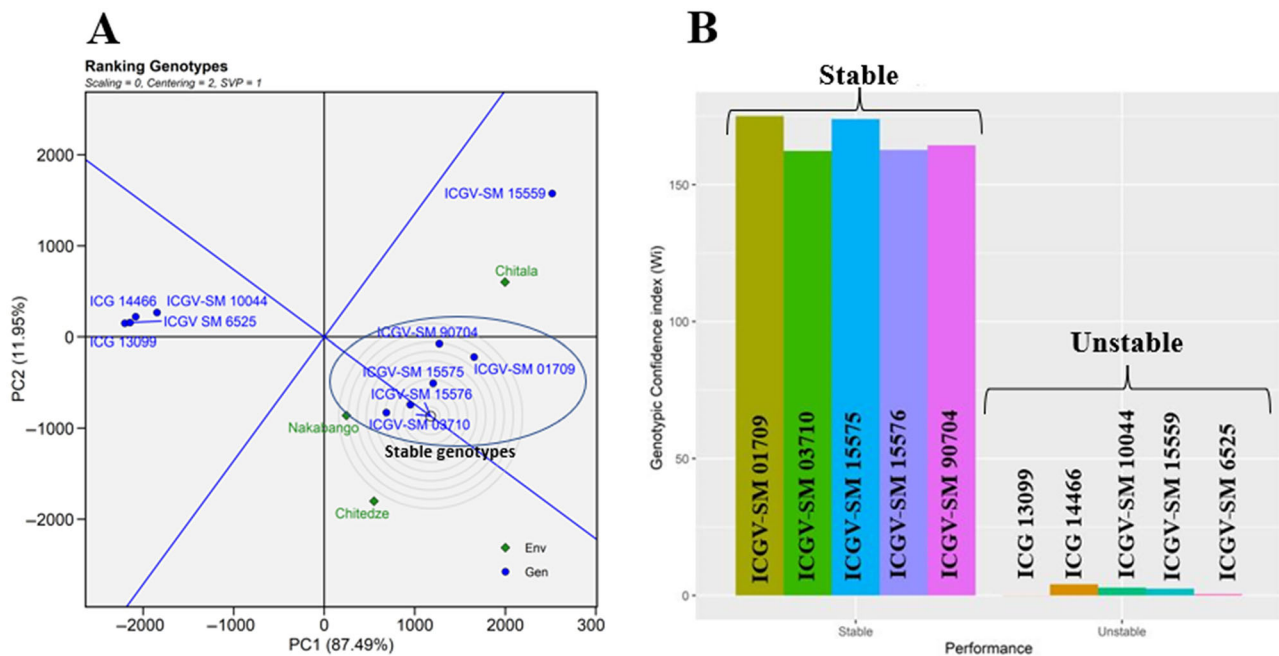 A
Ranking Genotypes
Scaling = 0, Centering = 2, SVP = 1
2000
1000
0
−1000
−2000
PC2 (11.95%)
ICGV-SM 15559
Chitala
ICG 14466
ICGV-SM 10044
ICGV SM 6525
ICG 13099
ICGV-SM 90704
ICGV-SM 01709
ICGV-SM 15575
ICGV-SM 15576
ICGV-SM 03710
Nakabango
Stable genotypes
Chitedze
Env
Gen
−2000
−1000
0
1000
2000
300
PC1 (87.49%)
B
Stable
Unstable
150
100
50
0
Genotypic Confidence index (Wi)
ICGV-SM 01709
ICGV-SM 03710
ICGV-SM 15575
ICGV-SM 15576
ICGV-SM 90704
ICG 13099
ICG 14466
ICGV-SM 10044
ICGV-SM 15559
ICGV-SM 6525
Stable
Unstable
Performance